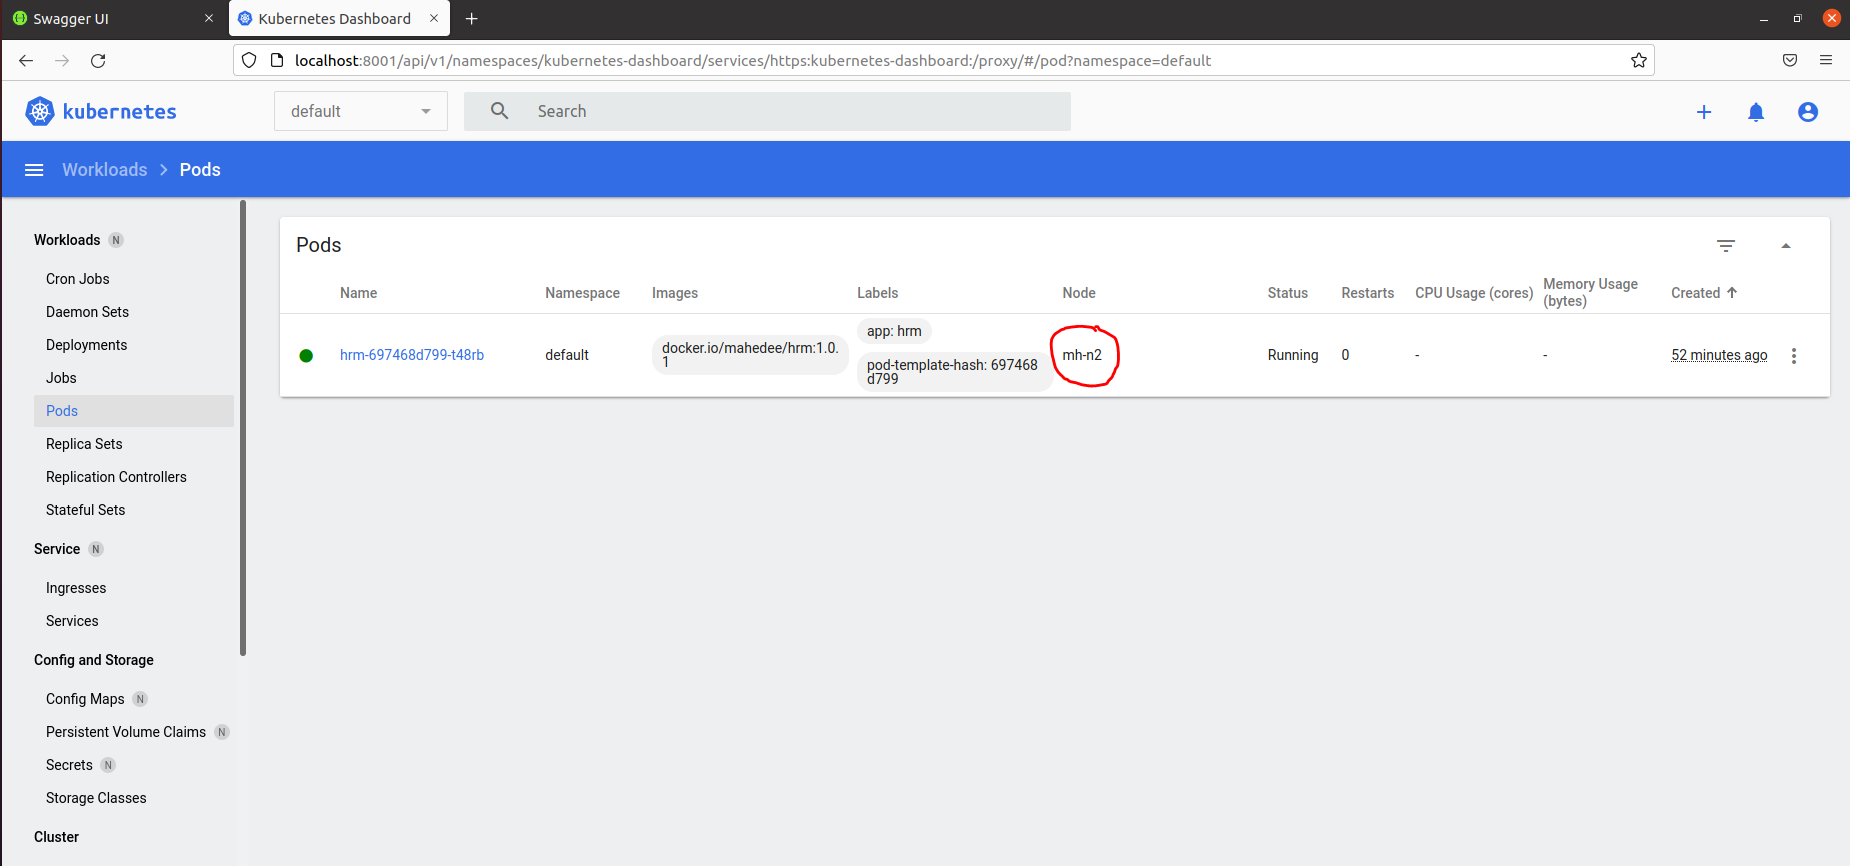 Swagger UI
Kubernetes Dashboard
localhost:8001/api/v1/namespaces/kubernetes-dashboard/services/https:kubernetes-dashboard:/proxy/#/pod?namespace=default
kubernetes
default
Search
Workloads
Pods
Workloads N
Cron Jobs
Daemon Sets
Deployments
Jobs
Pods
Replica Sets
Replication Controllers
Stateful Sets
Service N
Ingresses
Services
Config and Storage
Config Maps N
Persistent Volume Claims N
Secrets N
Storage Classes
Cluster
Pods
Name Namespace Images Labels Node Status Restarts CPU Usage (cores) Memory Usage
(bytes) Created
hrm-697468d799-t48rb
default
docker.io/mahedee/hrm:1.0.
1
app: hrm
pod-template-hash: 697468
d799
mh-n2
Running
0
-
-
52 minutes ago